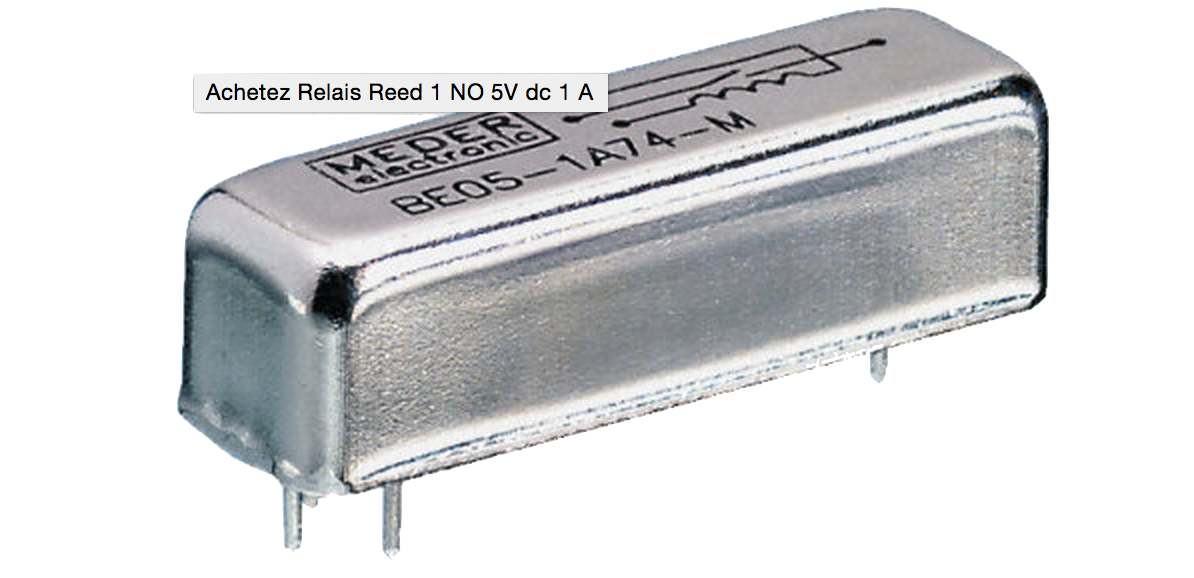 Achetez Relais Reed 1 NO 5V dc 1 A
MEDER
electronic
BE05-1A74-M